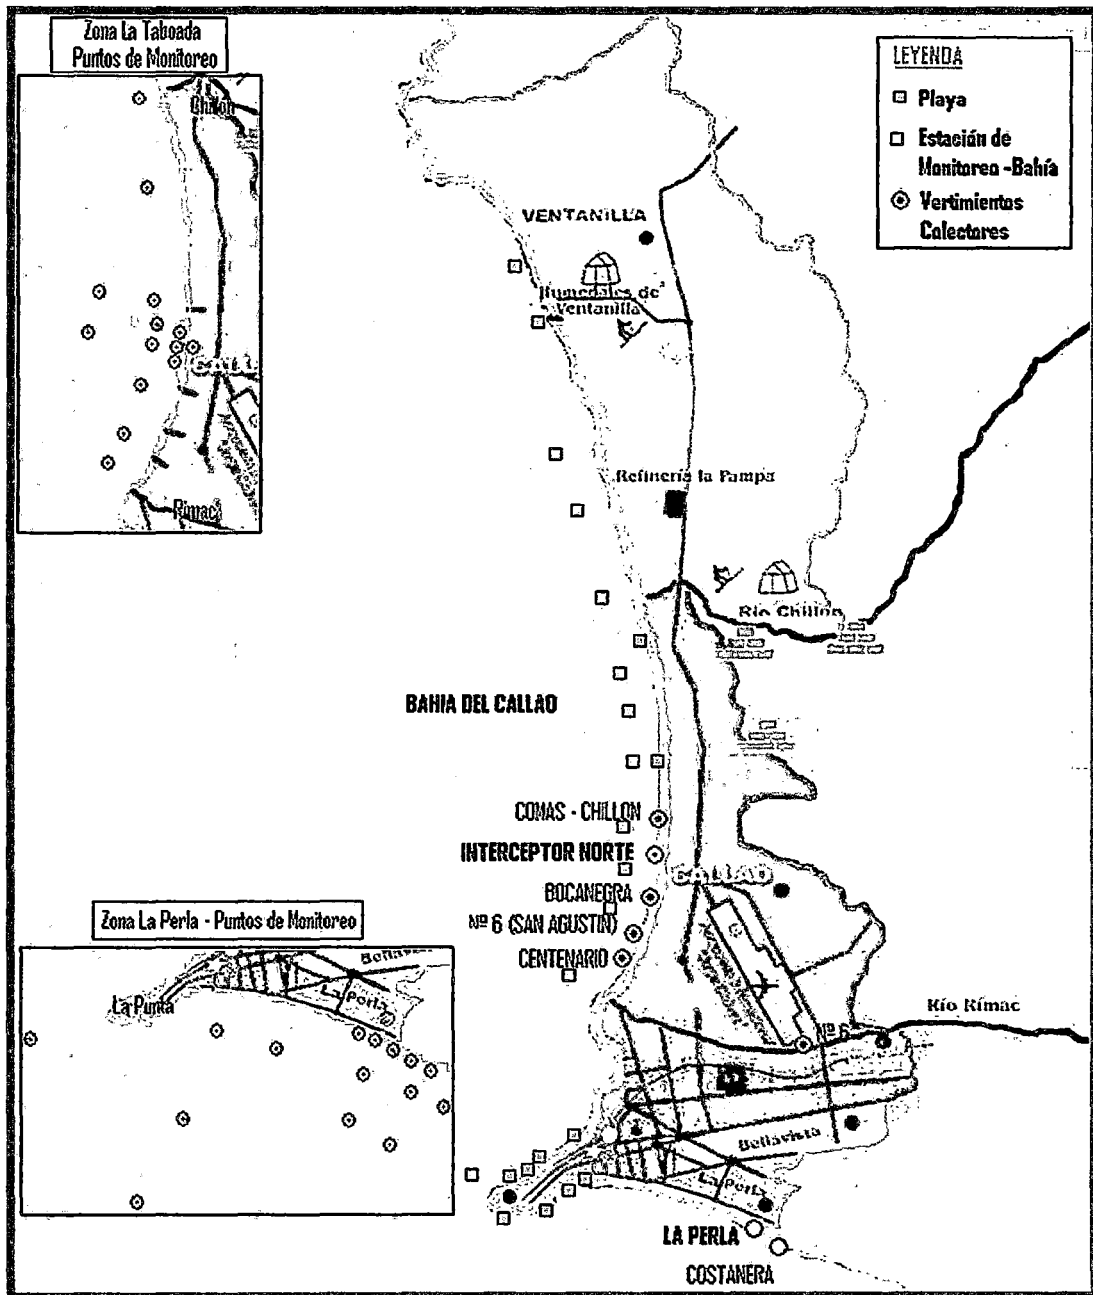 Zona La Taboada
Puntos de Monitoreo
Chillón
Rimac
LEYENDA
Playa
Estación de
Monitoreo -Bahía
Vertimientos
Colectores
VENTANILLA
Humedales de
Ventanilla
Refinería la Pampa
Río Chillón
BAHIA DEL CALLAO
COMAS - CHILLON
INTERCEPTOR NORTE
CALLAO
BOCANEGRA
Nº 6 (SAN AGUSTIN)
CENTENARIO
Río Rímac
Nº 6
Zona La Perla - Puntos de Monitoreo
Bellavista
La Punta
La Perla
Bellavista
La Perla
LA PERLA
COSTANERA